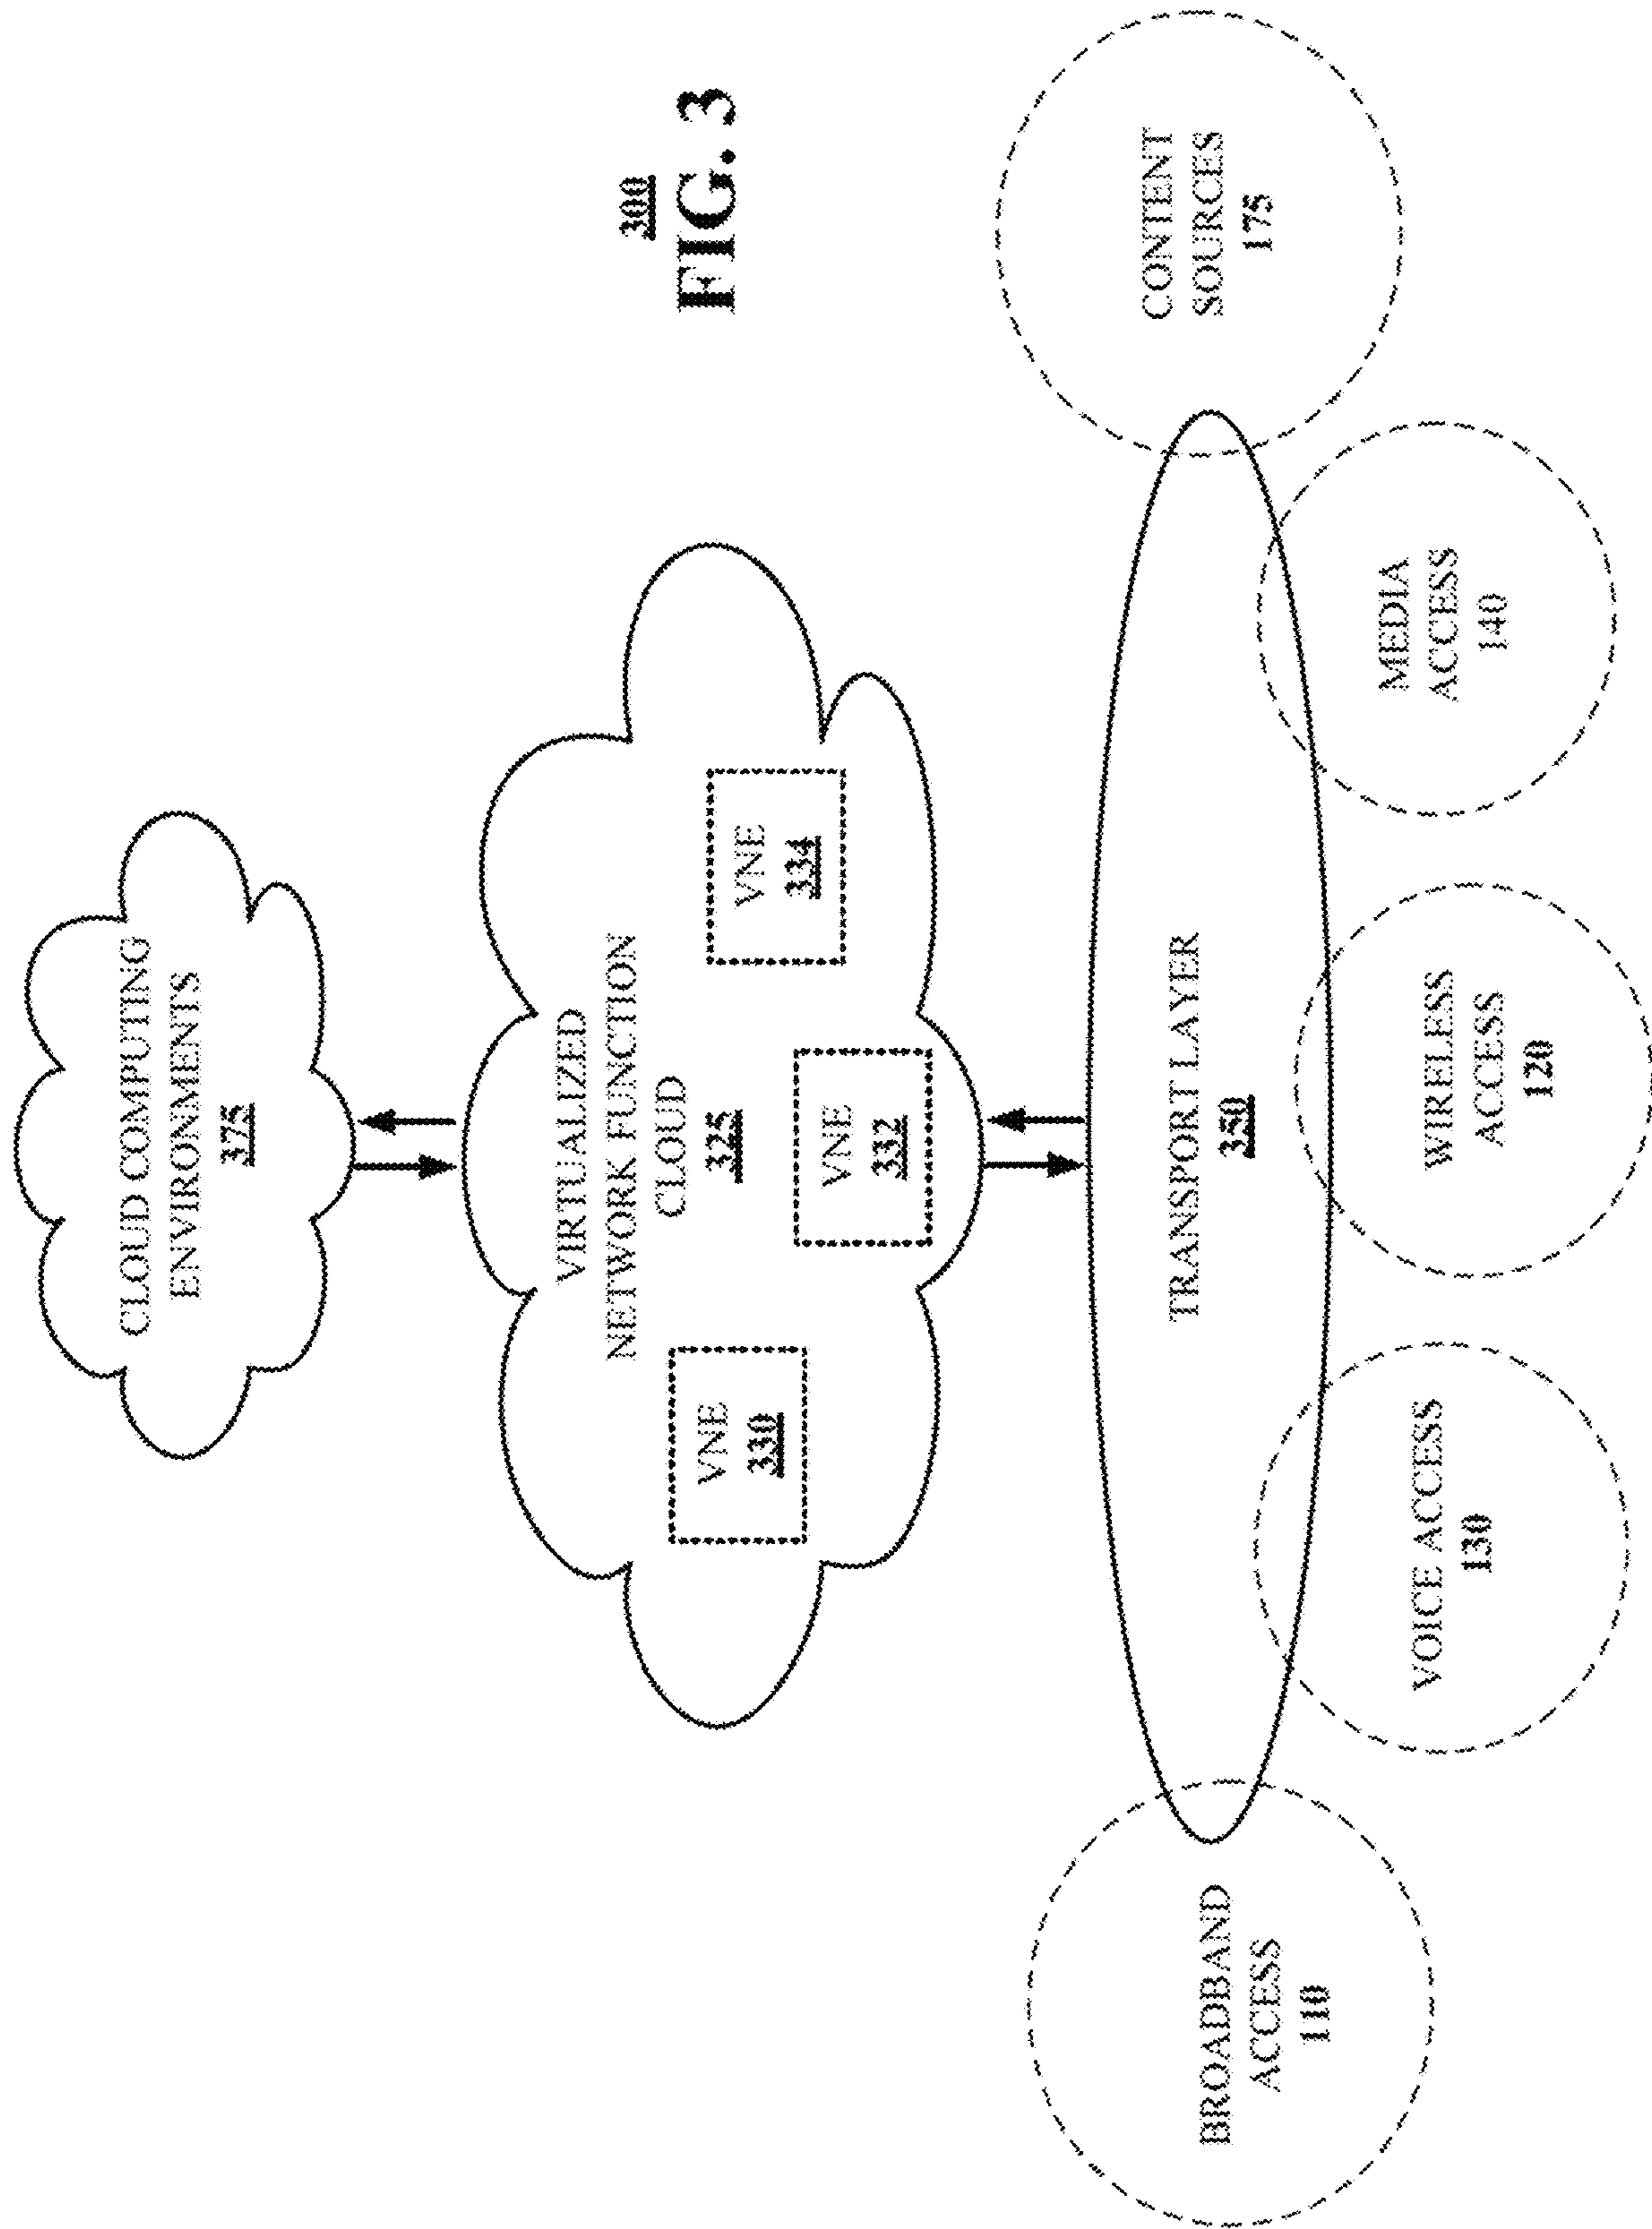 CLOUD COMPUTING
ENVIRONMENTS
375
VIRTUALIZED
NETWORK FUNCTION
CLOUD
325
VNE
330
VNE
332
VNE
334
300
FIG. 3
TRANSPORT LAYER
350
BROADBAND
ACCESS
110
VOICE ACCESS
130
WIRELESS
ACCESS
120
MEDIA
ACCESS
140
CONTENT
SOURCES
175